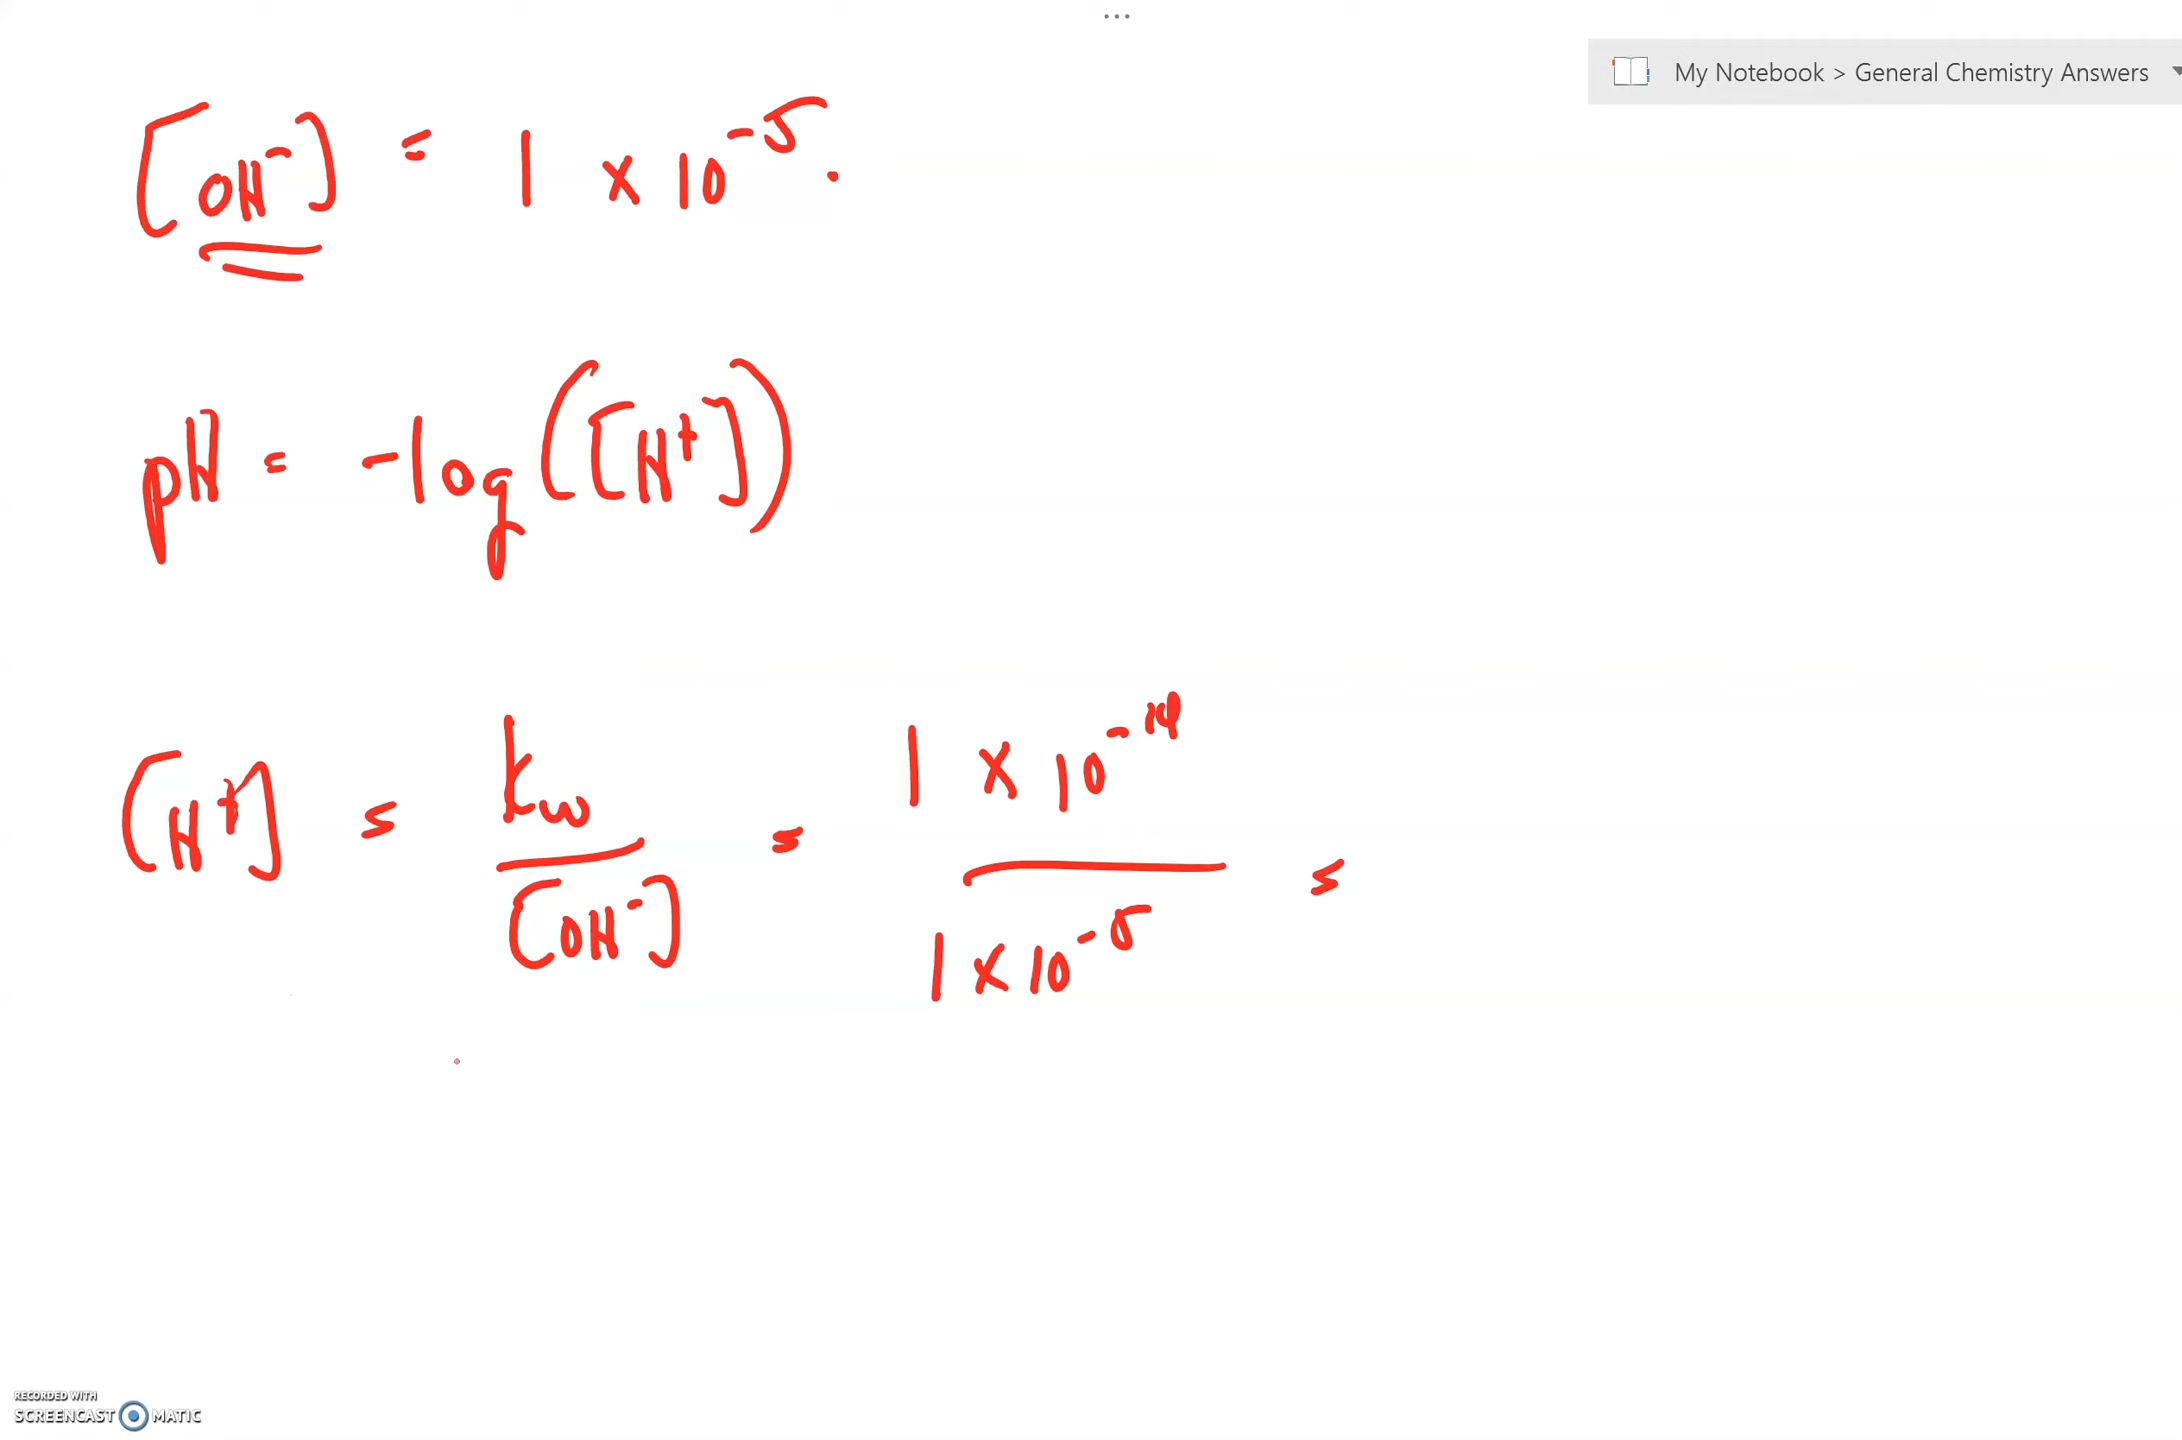 ...
My Notebook > General Chemistry Answers
[OH⁻] = 1 x 10⁻⁵.
pH = -log([H⁺])
[H⁺] = kw / [OH⁻] = 1 x 10⁻¹⁴ / 1 x 10⁻⁵ =
RECORDED WITH
SCREENCAST MATIC